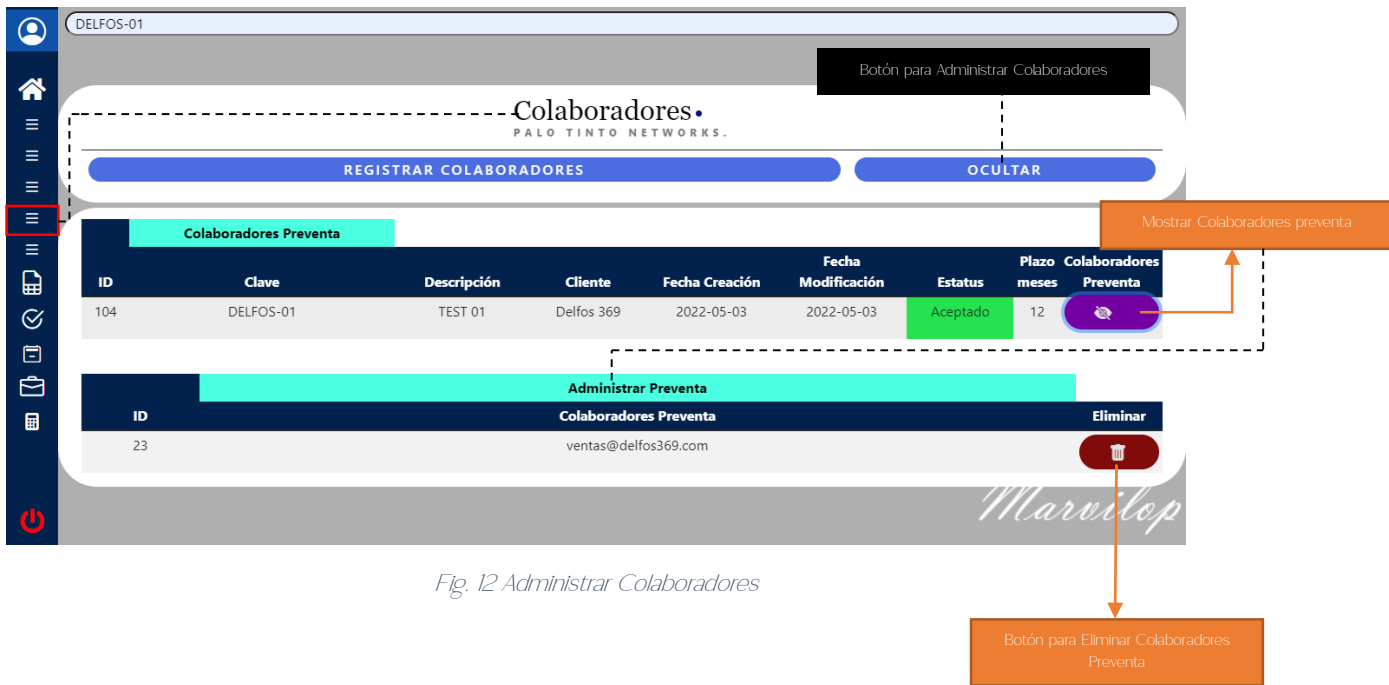 DELFOS-01
Botón para Administrar Colaboradores
Colaboradores.
PALO TINTO NETWORKS.
REGISTRAR COLABORADORES
OCULTAR
Mostrar Colaboradores preventa
Colaboradores Preventa
ID Clave Descripción Cliente Fecha Creación Fecha Modificación Estatus Plazo meses Colaboradores Preventa
104 DELFOS-01 TEST 01 Delfos 369 2022-05-03 2022-05-03 Aceptado 12
Administrar Preventa
ID Colaboradores Preventa Eliminar
23 ventas@delfos369.com
Marvilop
Fig. 12 Administrar Colaboradores
Botón para Eliminar Colaboradores
Preventa